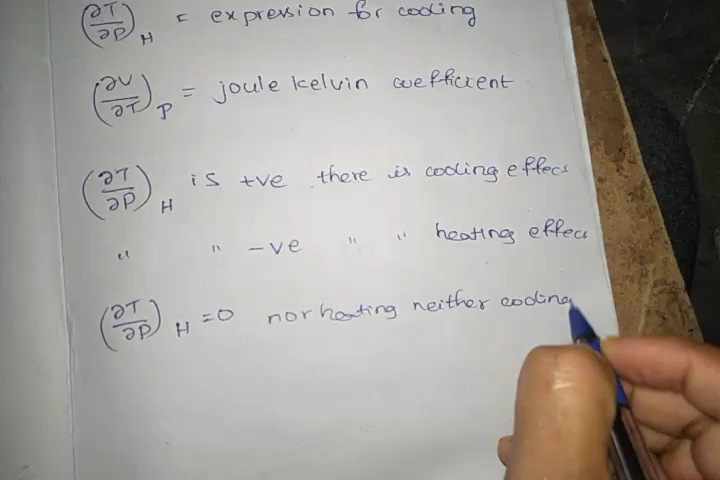 (∂T/∂P)H = expression for cooling
(∂V/∂T)P = joule kelvin coefficient
(∂T/∂P)H is +ve there is cooling effect
" " -ve " " heating effect
(∂T/∂P)H =0 nor heating neither cooling